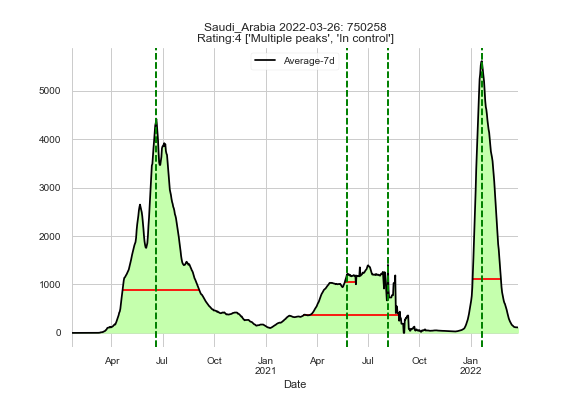 Saudi_Arabia 2022-03-26: 750258
Rating:4 ['Multiple peaks', 'In control']
Average-7d
5000
4000
3000
2000
1000
0
Apr Jul Oct Jan Apr Jul Oct Jan
2021 2022
Date